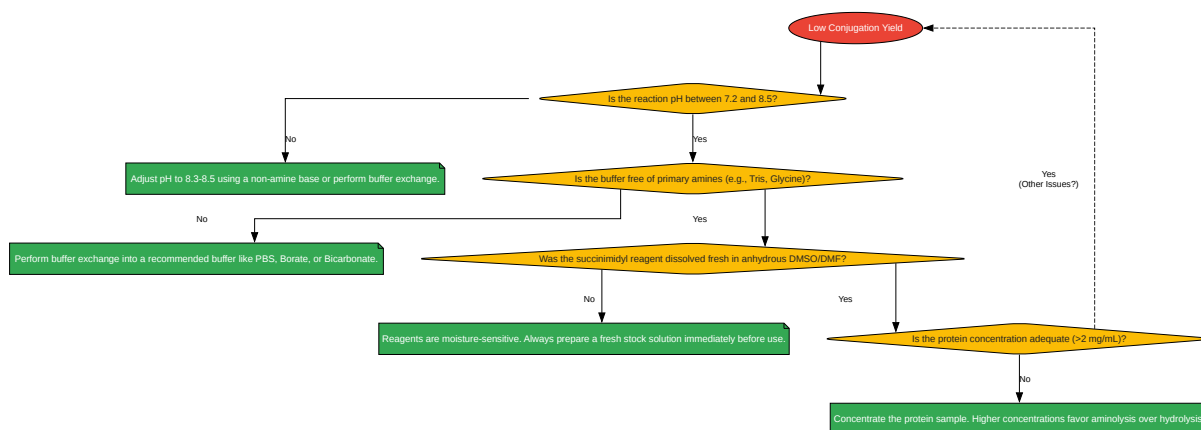 Low Conjugation Yield
Is the reaction pH between 7.2 and 8.5?
No
Yes
Adjust pH to 8.3-8.5 using a non-amine base or perform buffer exchange.
Is the buffer free of primary amines (e.g., Tris, Glycine)?
Yes
(Other Issues?)
No
Yes
Perform buffer exchange into a recommended buffer like PBS, Borate, or Bicarbonate.
Was the succinimidyl reagent dissolved fresh in anhydrous DMSO/DMF?
No
Yes
Reagents are moisture-sensitive. Always prepare a fresh stock solution immediately before use.
Is the protein concentration adequate (>2 mg/mL)?
No
Concentrate the protein sample. Higher concentrations favor aminolysis over hydrolysis